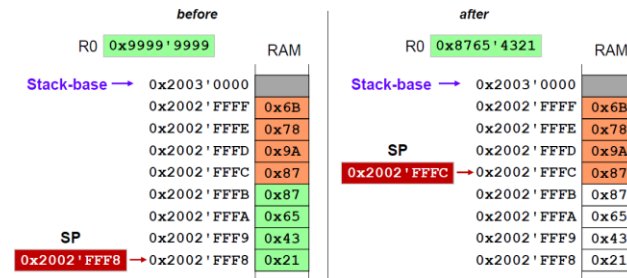 before
R0 0x9999'9999 RAM
Stack-base 0x2003'0000
0x2002'FFFF 0x6B
0x2002'FFFE 0x78
0x2002'FFFD 0x9A
0x2002'FFFC 0x87
0x2002'FFFB 0x87
0x2002'FFFA 0x65
SP 0x2002'FFF9 0x43
0x2002'FFF8 0x2002'FFF8 0x21
after
R0 0x8765'4321 RAM
Stack-base 0x2003'0000
0x2002'FFFF 0x6B
0x2002'FFFE 0x78
SP 0x2002'FFFD 0x9A
0x2002'FFFC 0x2002'FFFC 0x87
0x2002'FFFB 0x87
0x2002'FFFA 0x65
0x2002'FFF9 0x43
0x2002'FFF8 0x21